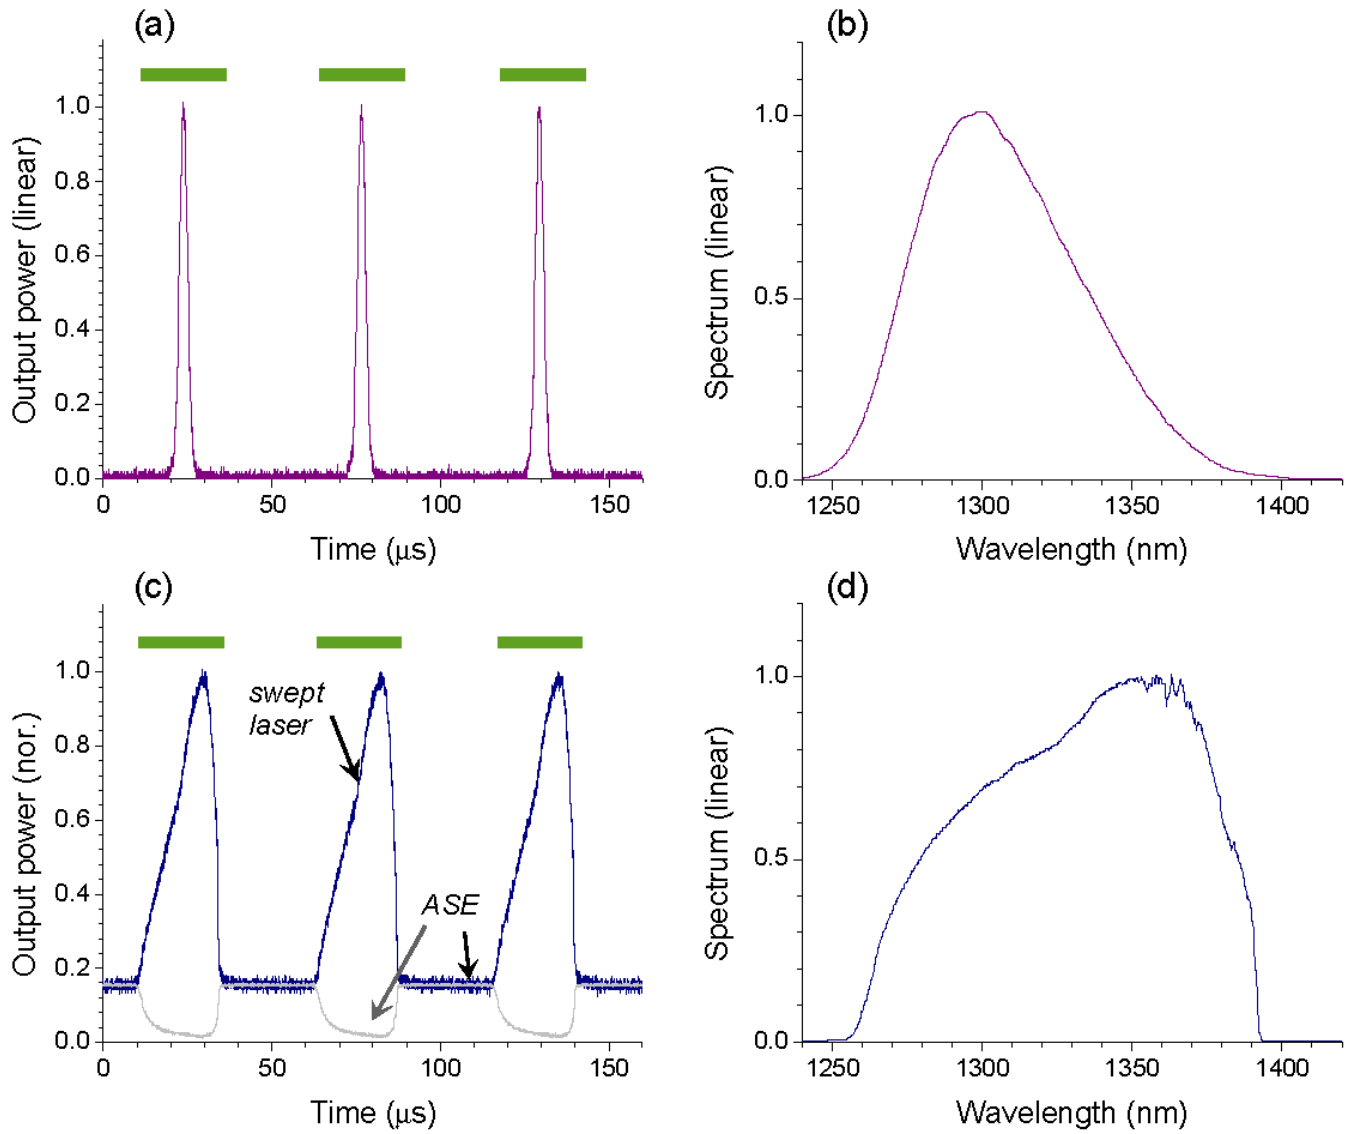 (a)
Output power (linear)
1.0
0.8
0.6
0.4
0.2
0.0
0 50 100 150
Time (μs)
(b)
Spectrum (linear)
1.0
0.5
0.0
1250 1300 1350 1400
Wavelength (nm)
(c)
Output power (nor.)
1.0
0.8
0.6
0.4
0.2
0.0
swept
laser
ASE
0 50 100 150
Time (μs)
(d)
Spectrum (linear)
1.0
0.5
0.0
1250 1300 1350 1400
Wavelength (nm)